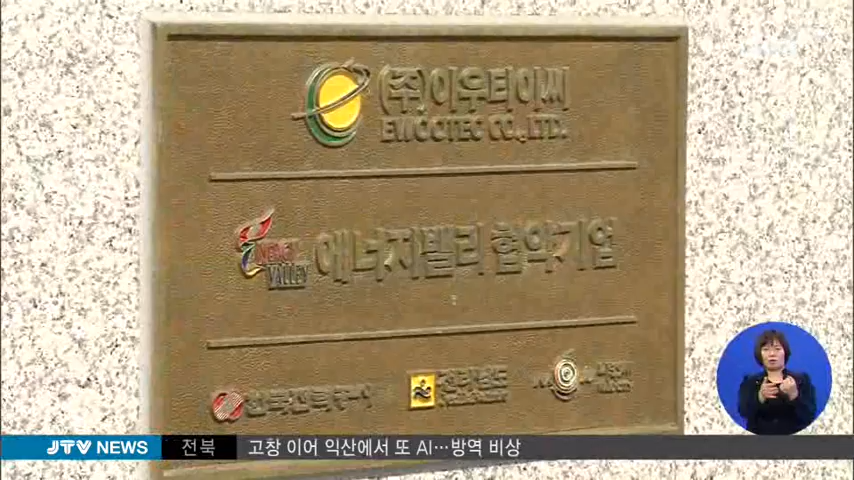 (주)이우티이씨
EWOOTEC CO.,LTD.
ENERGY VALLEY
에너지밸리 협약기업
한국전력공사
전라남도
JTV NEWS
전북
고창 이어 익산에서 또 AI…방역 비상